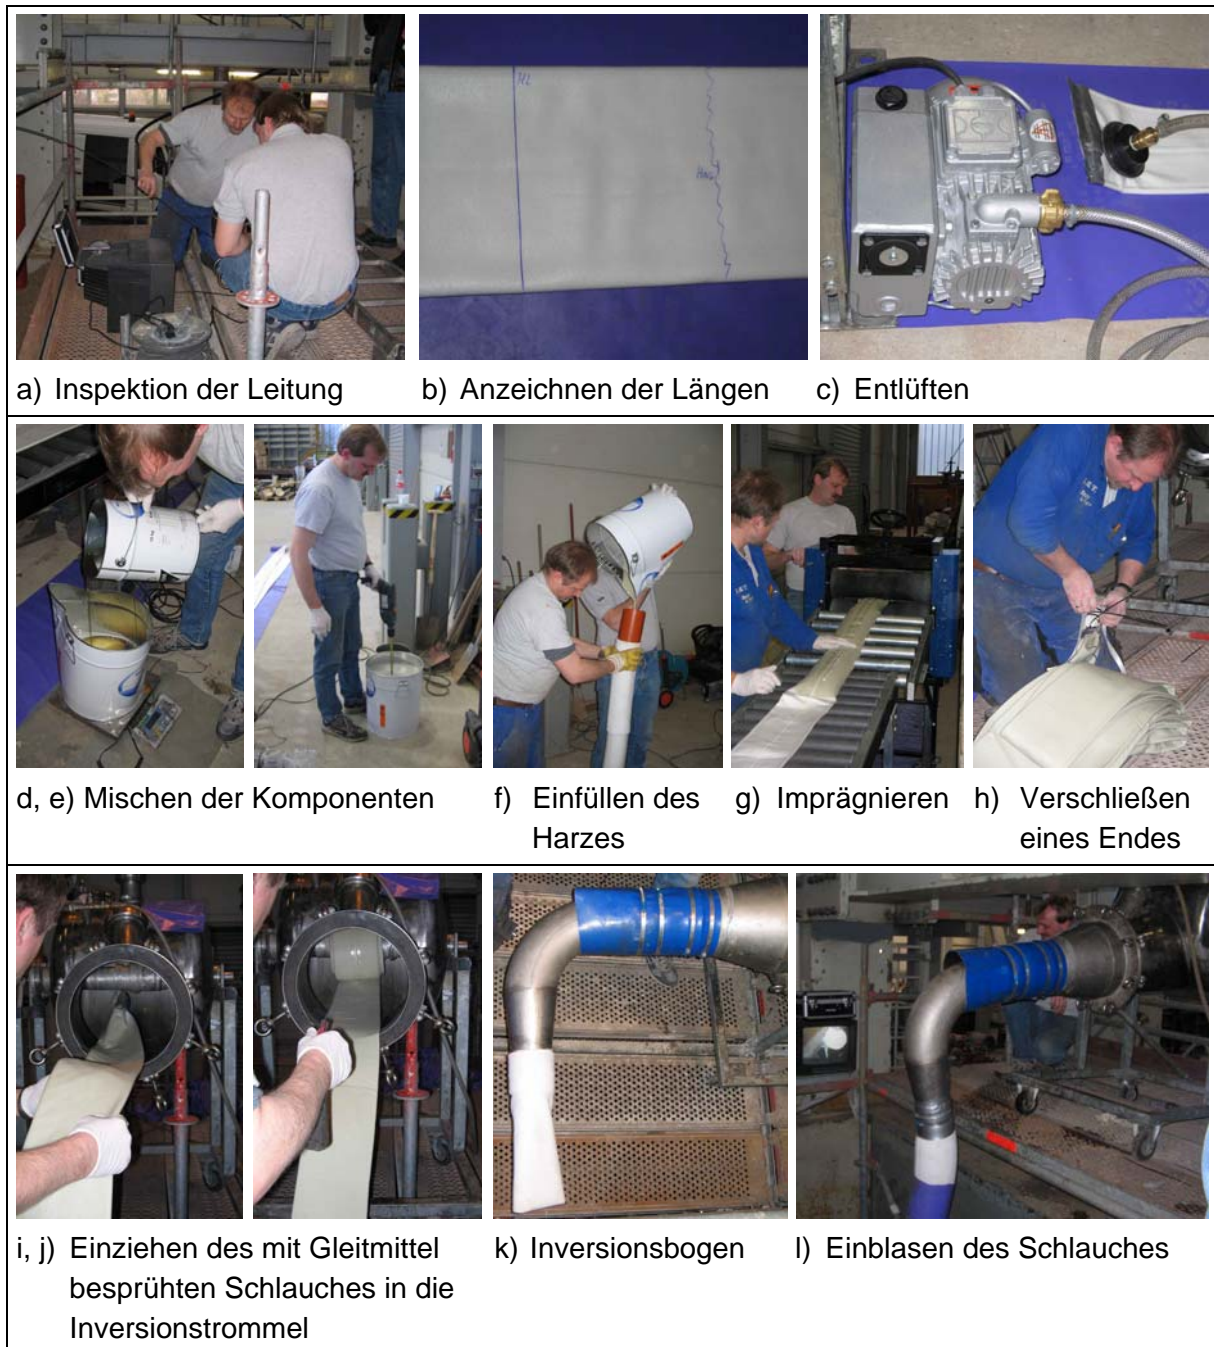 a) Inspektion der Leitung
b) Anzeichnen der Längen
c) Entlüften
d, e) Mischen der Komponenten
f) Einfüllen des
Harzes
g) Imprägnieren
h) Verschließen
eines Endes
i, j) Einziehen des mit Gleitmittel
besprühten Schlauches in die
Inversionstrommel
k) Inversionsbogen
l) Einblasen des Schlauches